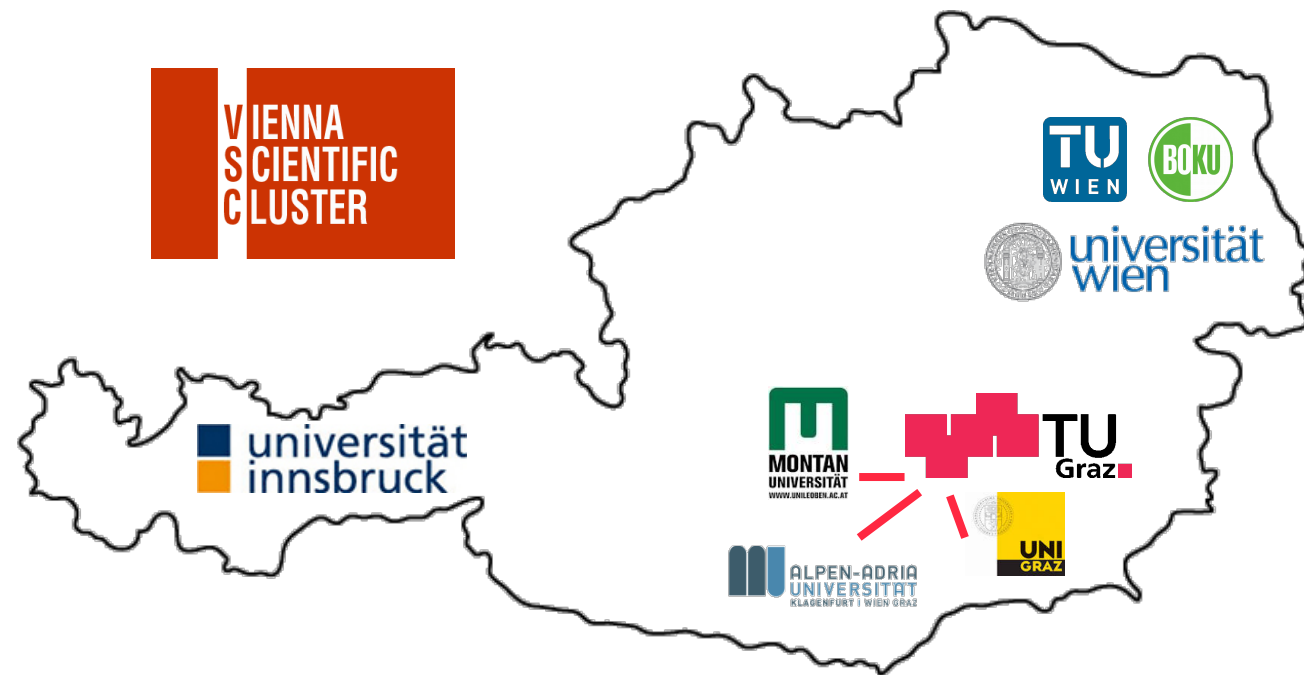 VIENNA
SCIENTIFIC
CLUSTER
TU
WIEN
BOKU
universität
wien
universität
innsbruck
MONTAN
UNIVERSITÄT
WWW.UNILEOBEN.AC.AT
TU
Graz
UNI
GRAZ
ALPEN-ADRIA
UNIVERSITÄT
KLAGENFURT I WIEN GRAZ